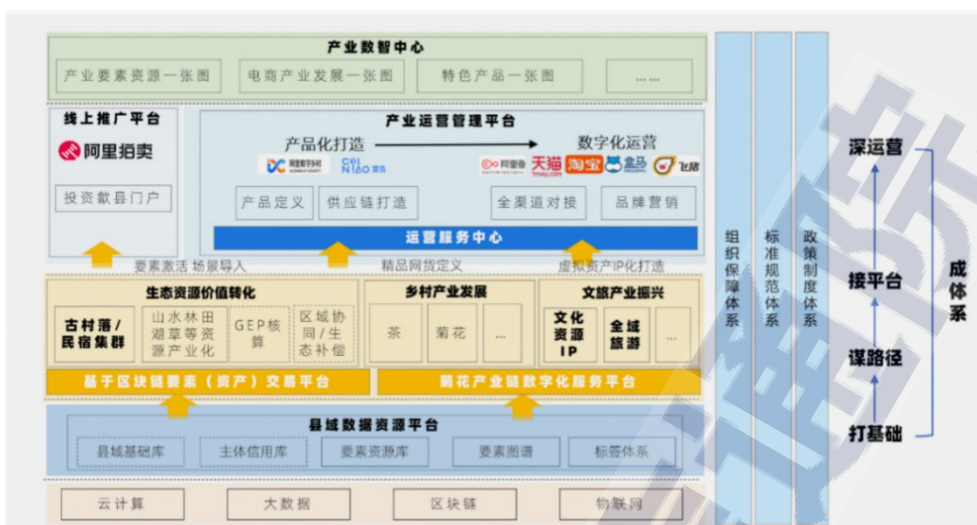 产业数智中心
产业要素资源一张图
电商产业发展一张图
特色产品一张图
……
线上推广平台
阿里拍卖
投资歙县门户
产业运营管理平台
产品化打造
数字化运营
阿里数字乡村
CAINIAO 菜鸟
天猫
TMALL.COM
淘宝
盒马
飞猪
产品定义
供应链打造
全渠道对接
品牌营销
运营服务中心
要素激活 场景导入
精品网货定义
虚拟资产IP化打造
生态资源价值转化
古村落/
民宿集群
山水林田
湖草等资
源产业化
GEP核
算
区域协
同/生
态补偿
乡村产业发展
茶
菊花
...
文旅产业振兴
文化
资源
IP
全域
旅游
...
基于区块链要素（资产）交易平台
菊花产业链数字化服务平台
县域数据资源平台
县域基础库
主体信用库
要素资源库
要素图谱
标签体系
云计算
大数据
区块链
物联网
组织保障体系
标准规范体系
政策制度体系
深运营
接平台
谋路径
打基础
成体系